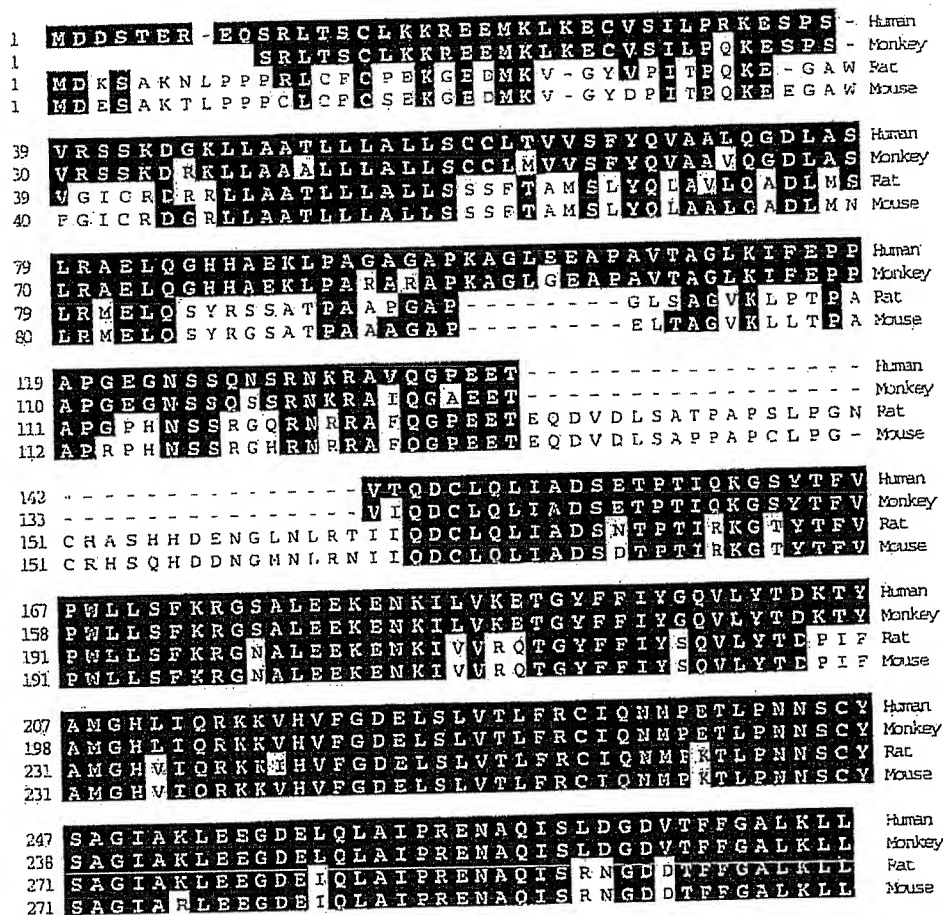 1 MDDSTER-EQSRLTSCLKKREEMKLKECVSILPRKESPS- Human
1 SRLTSCLKKREEMKLKECVSILPQKESPS- Monkey
1 MDKSAKNLPPPRLCFCPEKGEDMKV-GYVPITPQKE-GAW Rat
1 MDESAKTLPPPCLCFCSEKGEDMKV-GYDPITPQKEEGAW Mouse
39 VRSSKDGKLLAATLLLALLSCCLTVVSFYQVAALQGDLAS Human
30 VRSSKDRKLLAAALLLALLSCCLMVVSFYQVAAVQGDLAS Monkey
39 VGICRDRRLLAATLLLALLSSSFTAMSLYQLAVLQADLMS Rat
40 FGICRDGRLLAATLLLALLSSSFTAMSLYQLAALQADLMN Mouse
79 LRAELQGHHAEKLPAGAGAPKAGLEEAPAVTAGLKIFEPP Human
70 LRAELQGHHAEKLPARARAPKAGLGEAPAVTAGLKIFEPP Monkey
79 LRMELQSYRSSATPAAPGAP--------GLSAGVKLPTPA Rat
80 LRMELQSYRGSATPAAAGAP--------ELTAGVKLLTPA Mouse
119 APGEGNSSQNSRNKRAVQGPEET----------------- Human
110 APGEGNSSQSSRNKRAIQGAEET----------------- Monkey
111 APGPHNSSRGQRNRRAFQGPEETEQDVDLSATPAPSLPGN Rat
112 APRPHNSSRGHRNRRAFQGPEETEQDVDLSAPPAPCLPG- Mouse
142 ---------------VTQDCLQLIADSETPTIQKGSYTFV Human
133 ---------------VIQDCLQLIADSETPTIQKGSYTFV Monkey
151 CHASHHDENGLNLRTIIQDCLQLIADSNTPTIRKGTYTFV Rat
151 CRHSQHDDNGMNLRNIIQDCLQLIADSDTPTIRKGTYTFV Mouse
167 PWLLSFKRGSALEEKENKILVKETGYFFIYGQVLYTDKTY Human
158 PWLLSFKRGSALEEKENKILVKETGYFFIYGQVLYTDKTY Monkey
191 PWLLSFKRGNALEEKENKIVVRQTGYFFIYSQVLYTDPIF Rat
191 PWLLSFKRGNALEEKENKIVVRQTGYFFIYSQVLYTDPIF Mouse
207 AMGHLIQRKKVHVFGDELSLVTLFRCIQNMPETLPNNSCY Human
198 AMGHLIQRKKVHVFGDELSLVTLFRCIQNMPETLPNNSCY Monkey
231 AMGHVIQRKKIHVFGDELSLVTLFRCIQNMPKTLPNNSCY Rat
231 AMGHVIQRKKVHVFGDELSLVTLFRCIQNMPKTLPNNSCY Mouse
247 SAGIAKLEEGDELQLAIPRENAQISLDGDVTFFGALKLL Human
238 SAGIAKLEEGDELQLAIPRENAQISLDGDVTFFGALKLL Monkey
271 SAGIAKLEEGDEIQLAIPRENAQISRNGDDTFFGALKLL Rat
271 SAGIARLEEGDEIQLAIPRENAQISRNGDDTFFGALKLL Mouse